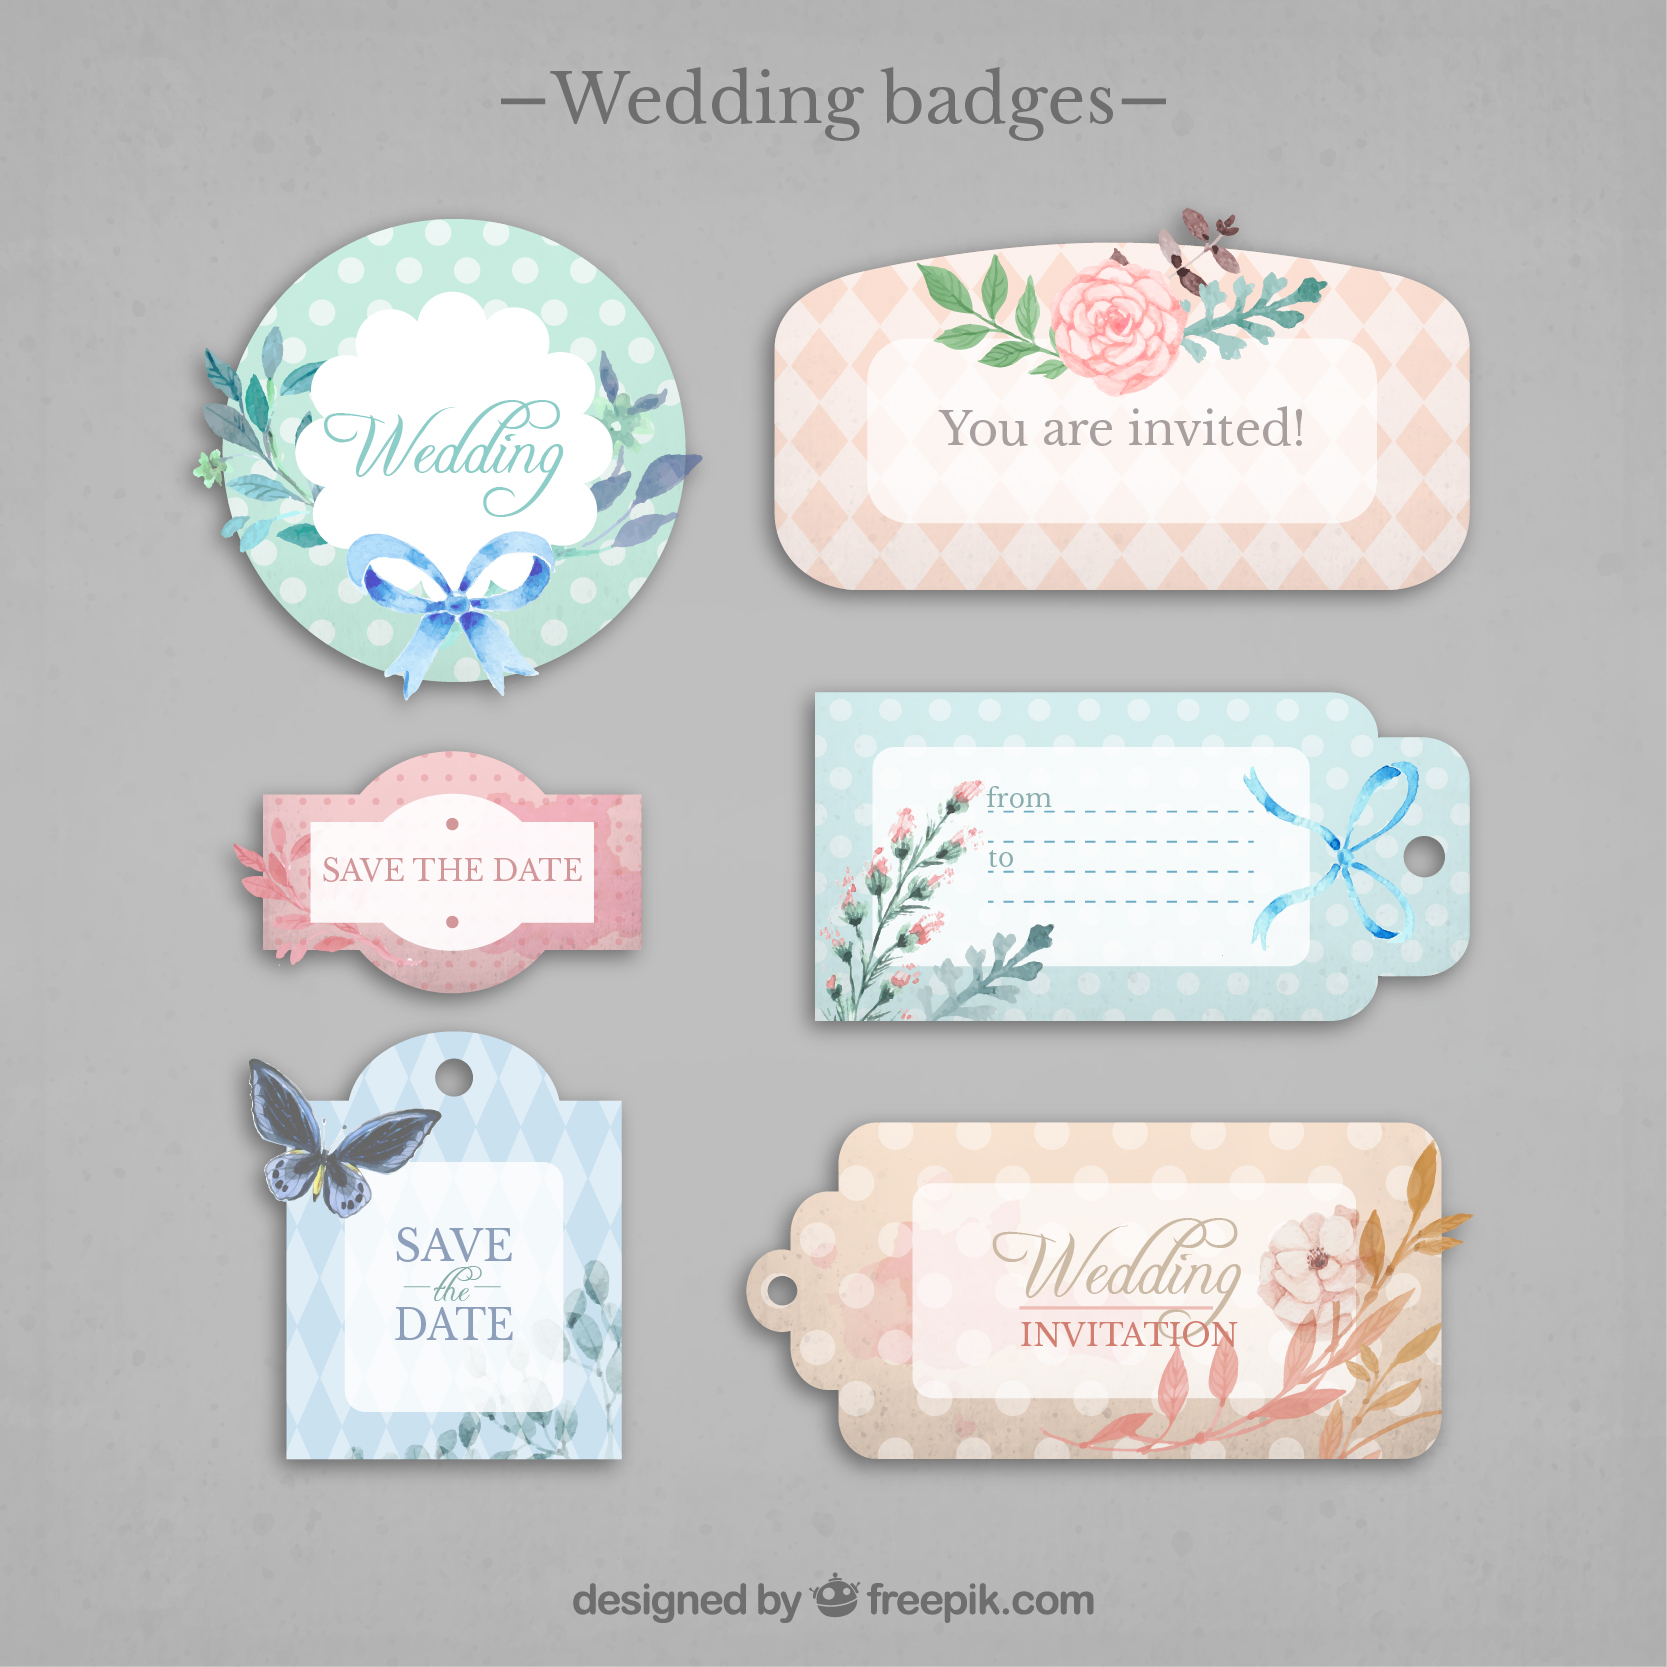 —Wedding badges—
Wedding
You are invited!
SAVE THE DATE
from
to
SAVE
—the—
DATE
Wedding
INVITATION
designed by freepik.com